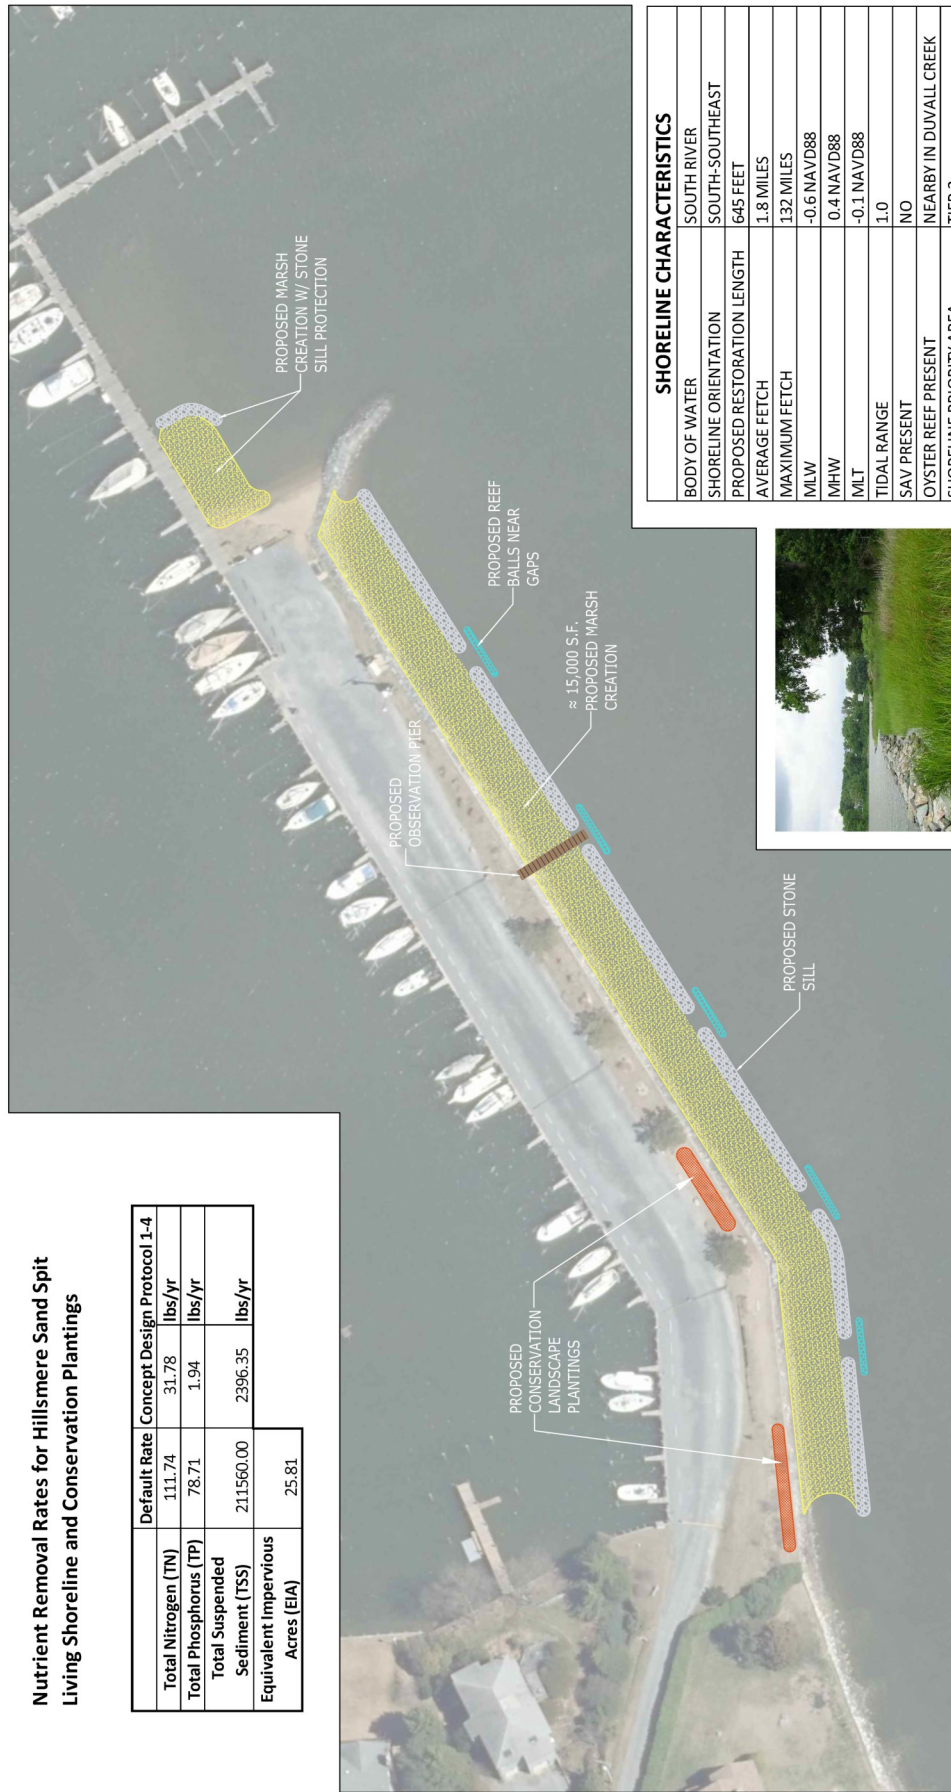 Nutrient Removal Rates for Hillsmere Sand Spit
Living Shoreline and Conservation Plantings
Default Rate Concept Design Protocol 1-4
Total Nitrogen (TN) 111.74 31.78 lbs/yr
Total Phosphorus (TP) 78.71 1.94 lbs/yr
Total Suspended
Sediment (TSS) 211560.00 2396.35 lbs/yr
Equivalent Impervious
Acres (EIA) 25.81
PROPOSED
CONSERVATION
LANDSCAPE
PLANTINGS
PROPOSED
OBSERVATION PIER
PROPOSED MARSH
CREATION W/ STONE
SILL PROTECTION
PROPOSED REEF
BALLS NEAR
GAPS
≈ 15,000 S.F.
PROPOSED MARSH
CREATION
PROPOSED STONE
SILL
SHORELINE CHARACTERISTICS
BODY OF WATER SOUTH RIVER
SHORELINE ORIENTATION SOUTH-SOUTHEAST
PROPOSED RESTORATION LENGTH 645 FEET
AVERAGE FETCH 1.8 MILES
MAXIMUM FETCH 132 MILES
MLW -0.6 NAVD88
MHW 0.4 NAVD88
MLT -0.1 NAVD88
TIDAL RANGE 1.0
SAV PRESENT NO
OYSTER REEF PRESENT NEARBY IN DUVALL CREEK